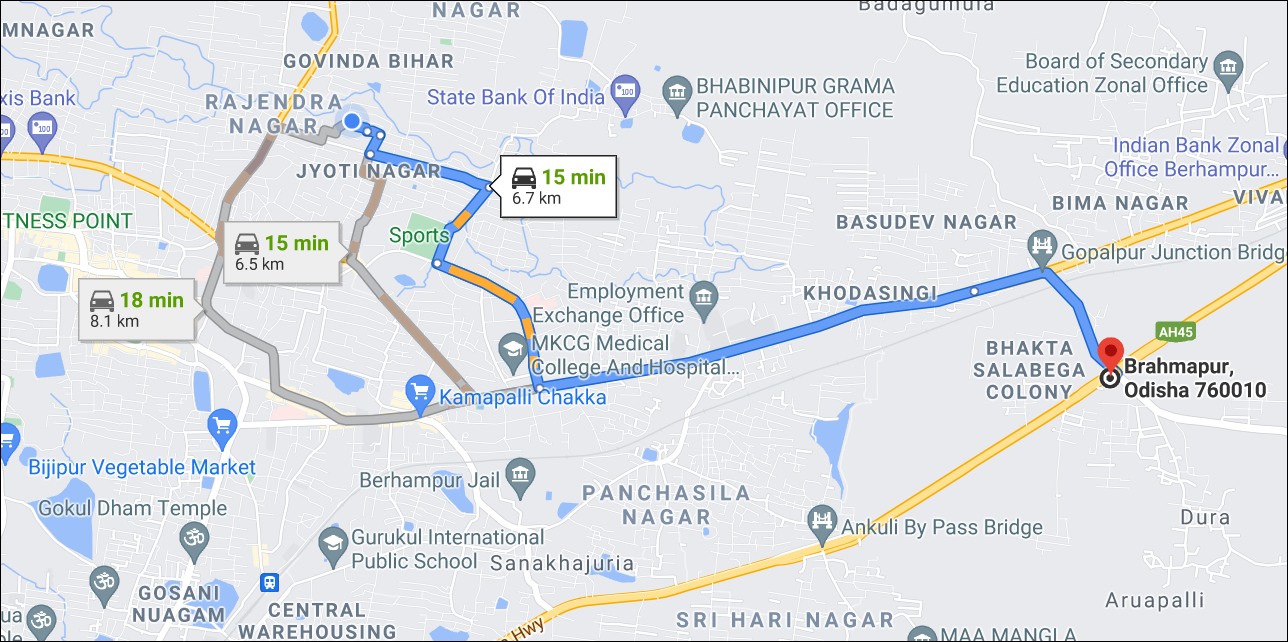 NAGAR
Badagumula
MNAGAR
GOVINDA BIHAR
Board of Secondary
Education Zonal Office
xis Bank
RAJENDRA
NAGAR
State Bank Of India
BHABINIPUR GRAMA
PANCHAYAT OFFICE
100
100
100
Indian Bank Zonal
Office Berhampur...
JYOTI NAGAR
15 min
6.7 km
BIMA NAGAR
VIVA
TNESS POINT
Sports
BASUDEV NAGAR
15 min
6.5 km
Gopalpur Junction Bridg
18 min
8.1 km
Employment
Exchange Office
KHODASINGI
MKCG Medical
College And Hospital...
AH45
BHAKTA
SALABEGA
COLONY
Brahmapur,
Odisha 760010
Kamapalli Chakka
Bijipur Vegetable Market
Berhampur Jail
PANCHASILA
NAGAR
Gokul Dham Temple
Gurukul International
Public School
Ankuli By Pass Bridge
Dura
Sanakhajuria
GOSANI
NUAGAM
CENTRAL
WAREHOUSING
Hwy
SRI HARI NAGAR
Aruapalli
MAA MANGLA